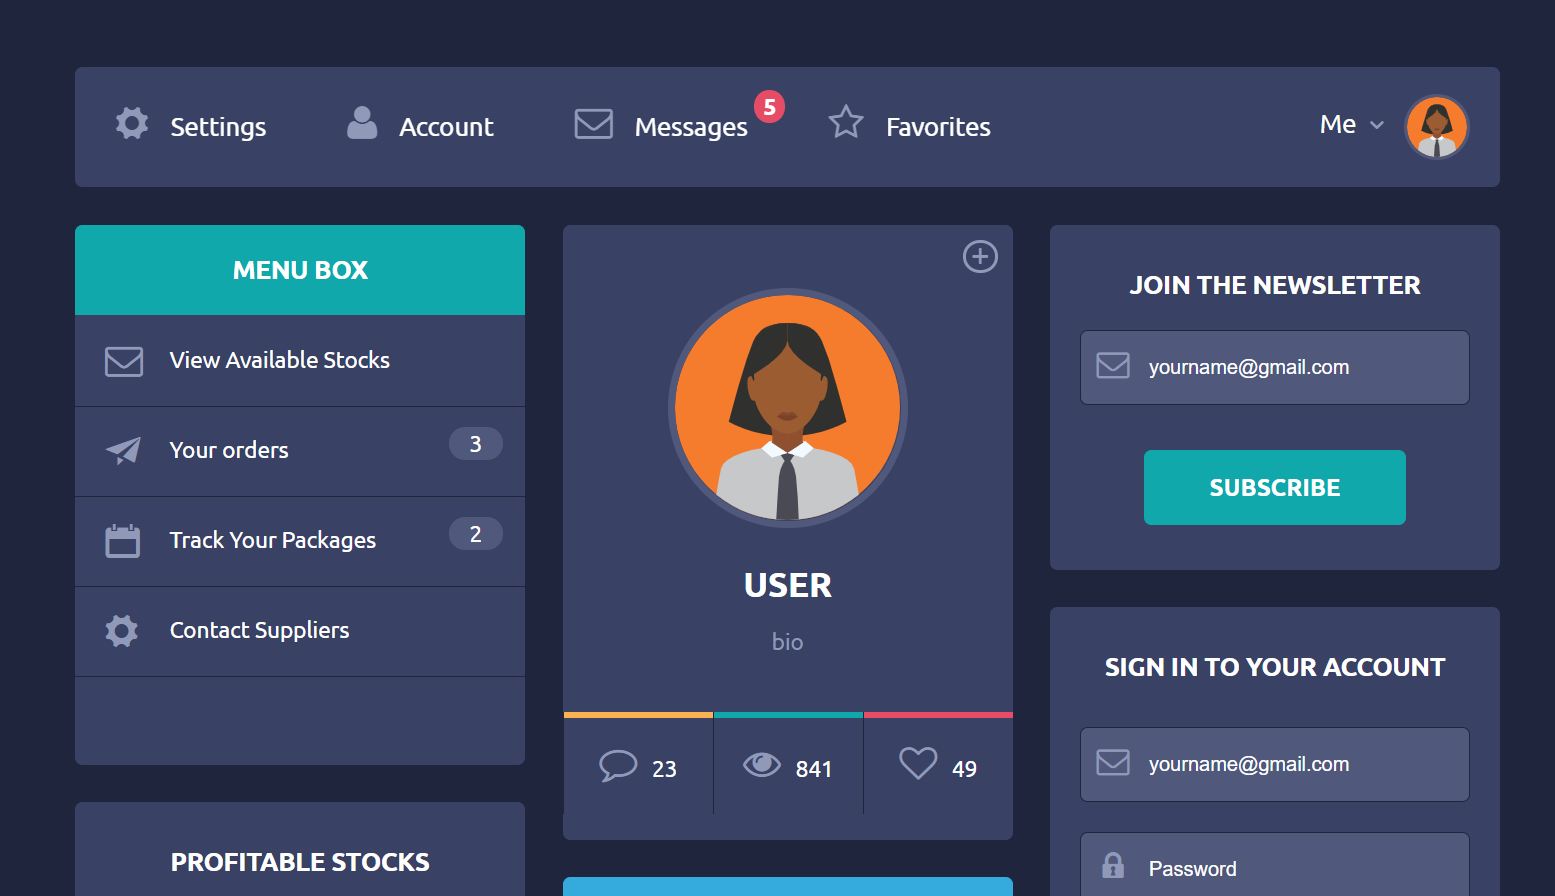 Settings
Account
Messages
5
Favorites
Me
MENU BOX
View Available Stocks
Your orders
3
Track Your Packages
2
Contact Suppliers
PROFITABLE STOCKS
USER
bio
23
841
49
JOIN THE NEWSLETTER
yourname@gmail.com
SUBSCRIBE
SIGN IN TO YOUR ACCOUNT
yourname@gmail.com
Password